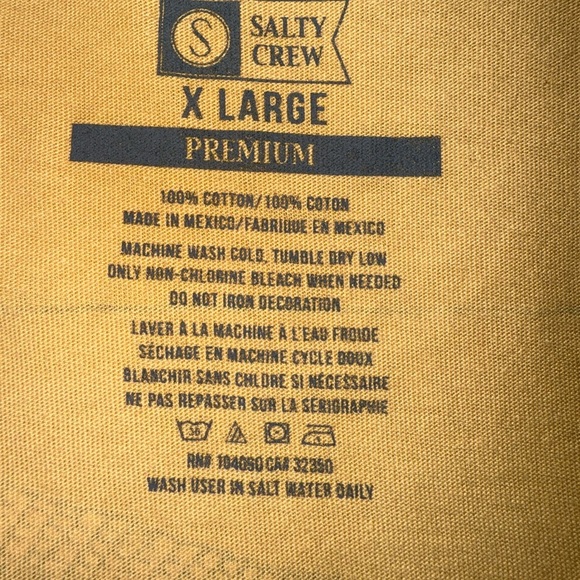 S
SALTY
CREW
X LARGE
PREMIUM
100% COTTON/100% COTON
MADE IN MEXICO/FABRIQUE EN MEXICO
MACHINE WASH COLD, TUMBLE DRY LOW
ONLY NON-CHLORINE BLEACH WHEN NEEDED
DO NOT IRON DECORATION
LAVER À LA MACHINE À L'EAU FROIDE
SÉCHAGE EN MACHINE CYCLE DOUX
BLANCHIR SANS CHLORE SI NÉCESSAIRE
NE PAS REPASSER SUR LA SÉRIGRAPHIE
30
RN# 104090 CA# 32350
WASH USER IN SALT WATER DAILY